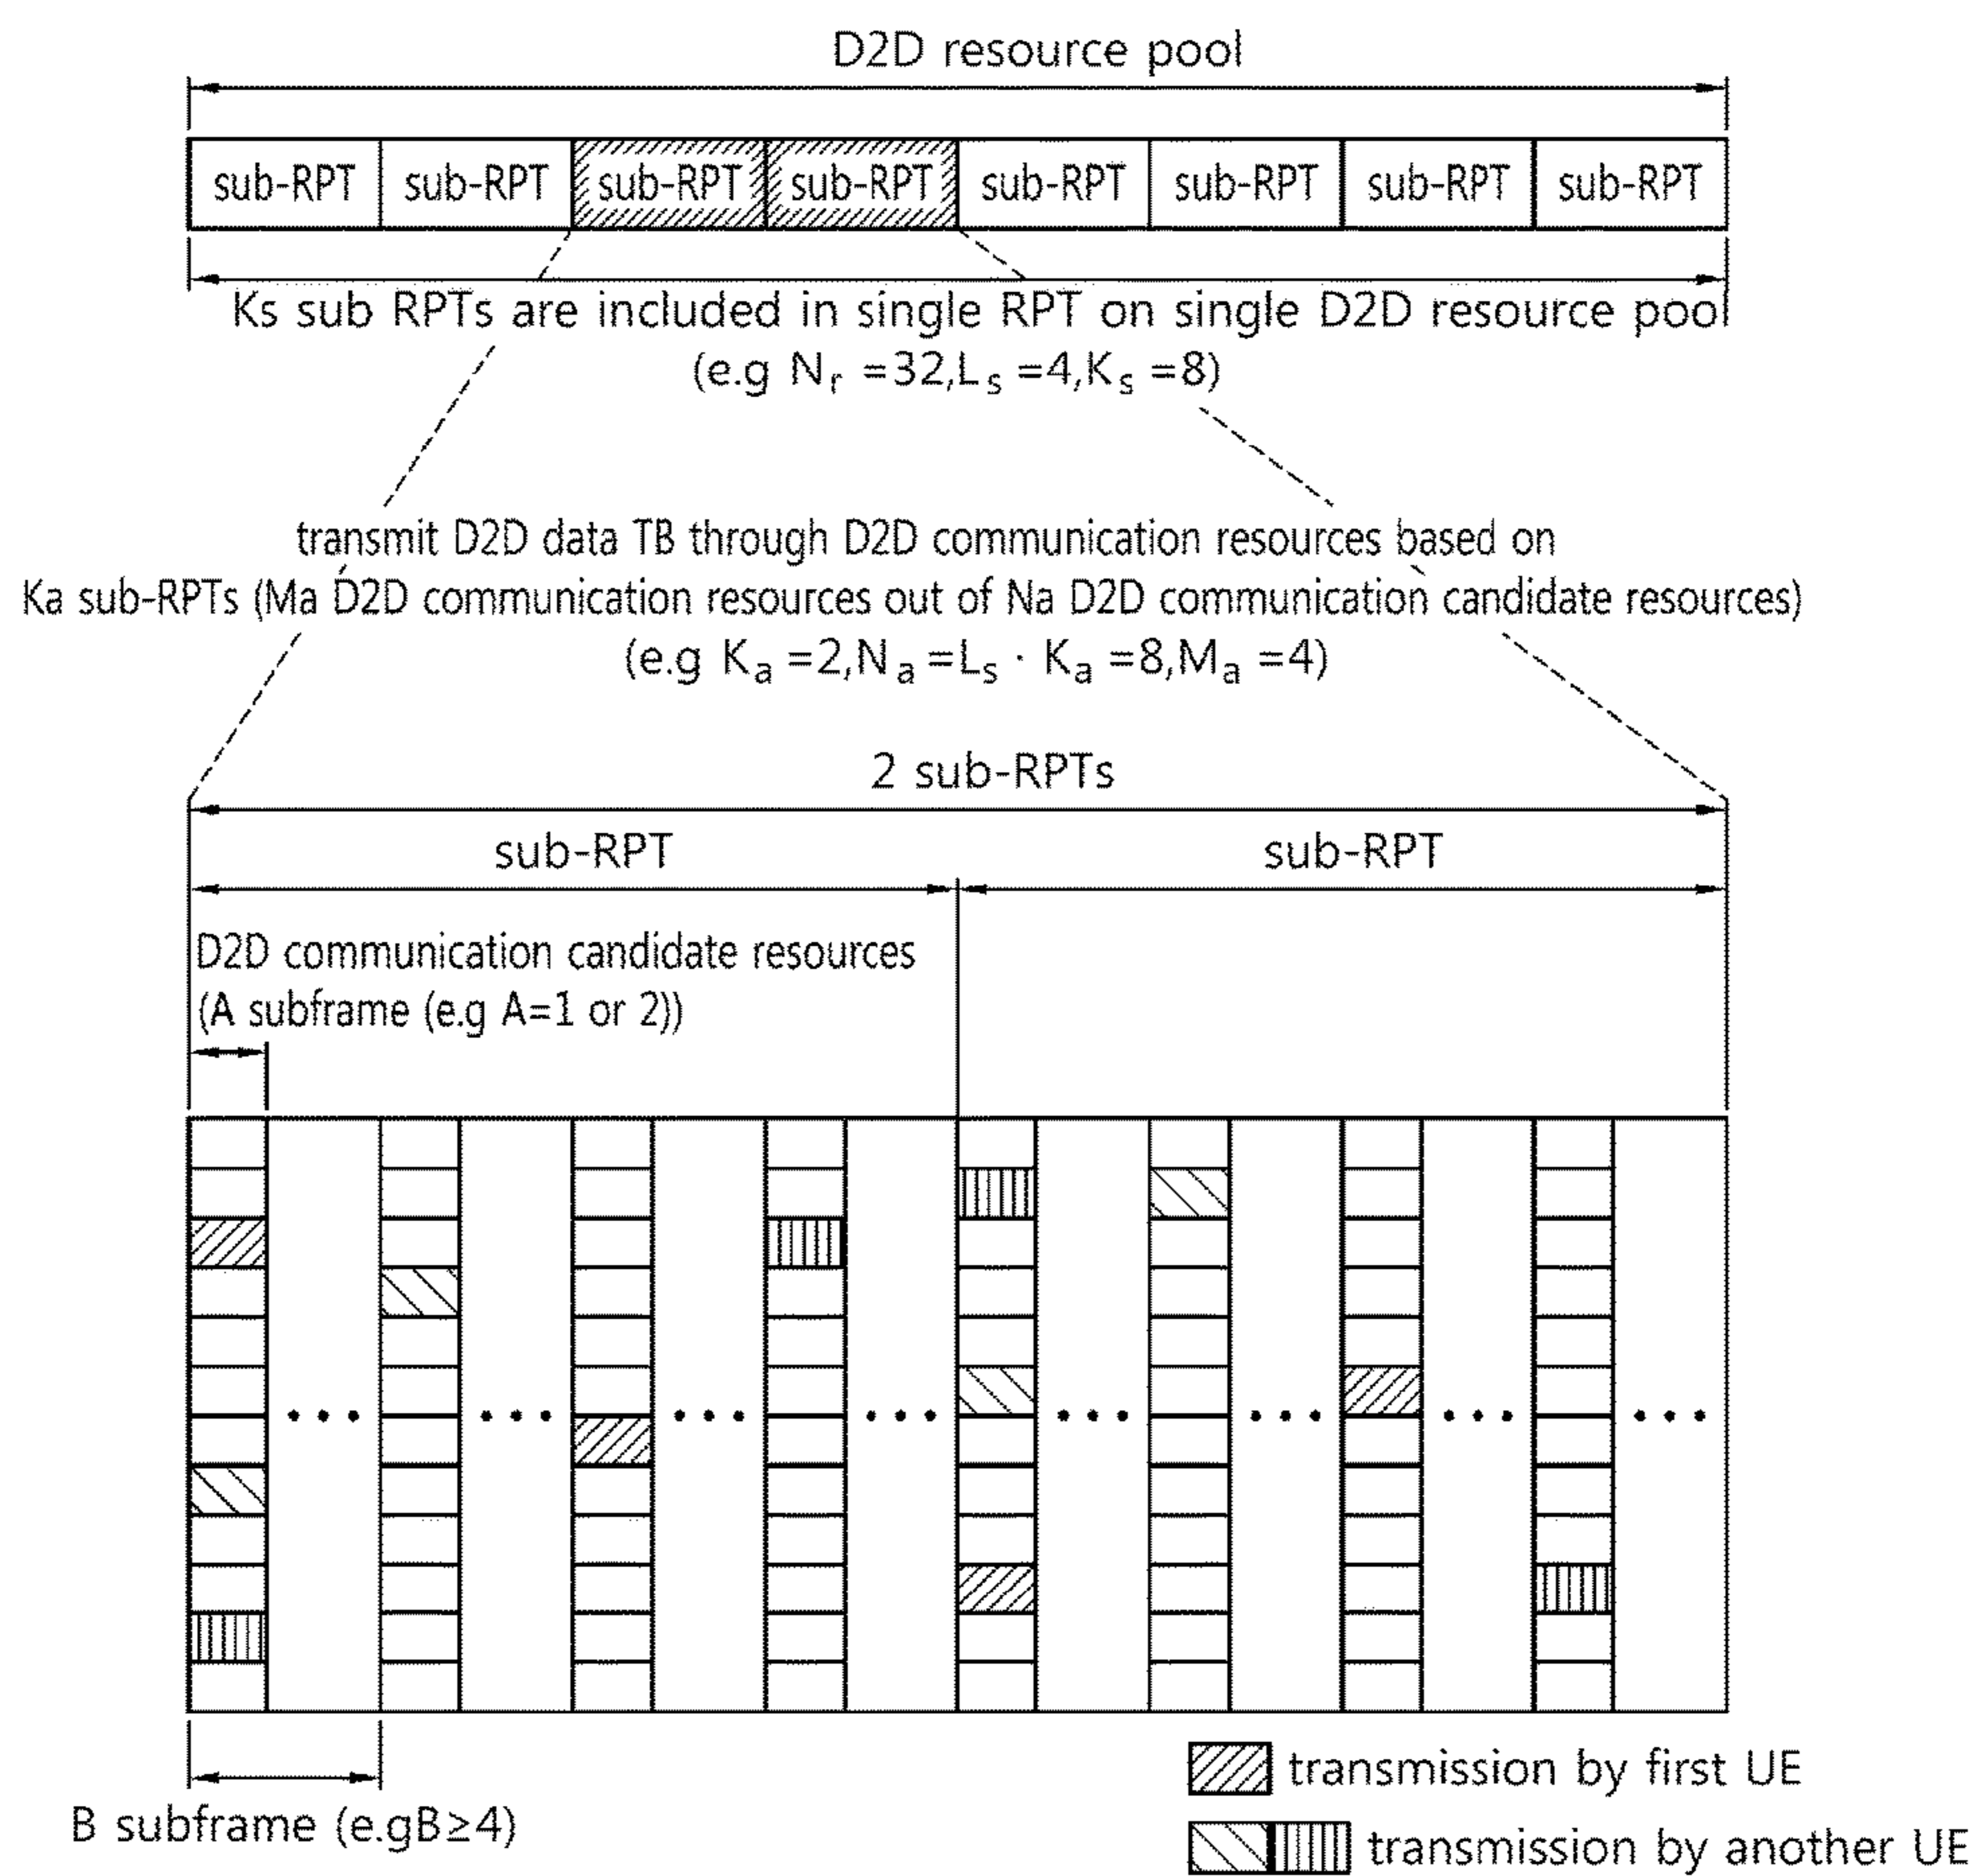 D2D resource pool
sub-RPT sub-RPT sub-RPT sub-RPT sub-RPT sub-RPT sub-RPT sub-RPT
Ks sub RPTs are included in single RPT on single D2D resource pool
(e.g Nr =32,Ls =4,Ks =8)
transmit D2D data TB through D2D communication resources based on
Ka sub-RPTs (Ma D2D communication resources out of Na D2D communication candidate resources)
(e.g Ka =2,Na =Ls · Ka =8,Ma =4)
2 sub-RPTs
sub-RPT sub-RPT
D2D communication candidate resources
(A subframe (e.g A=1 or 2))
••• ••• ••• ••• ••• ••• ••• •••
transmission by first UE
B subframe (e.gB≥4)
transmission by another UE